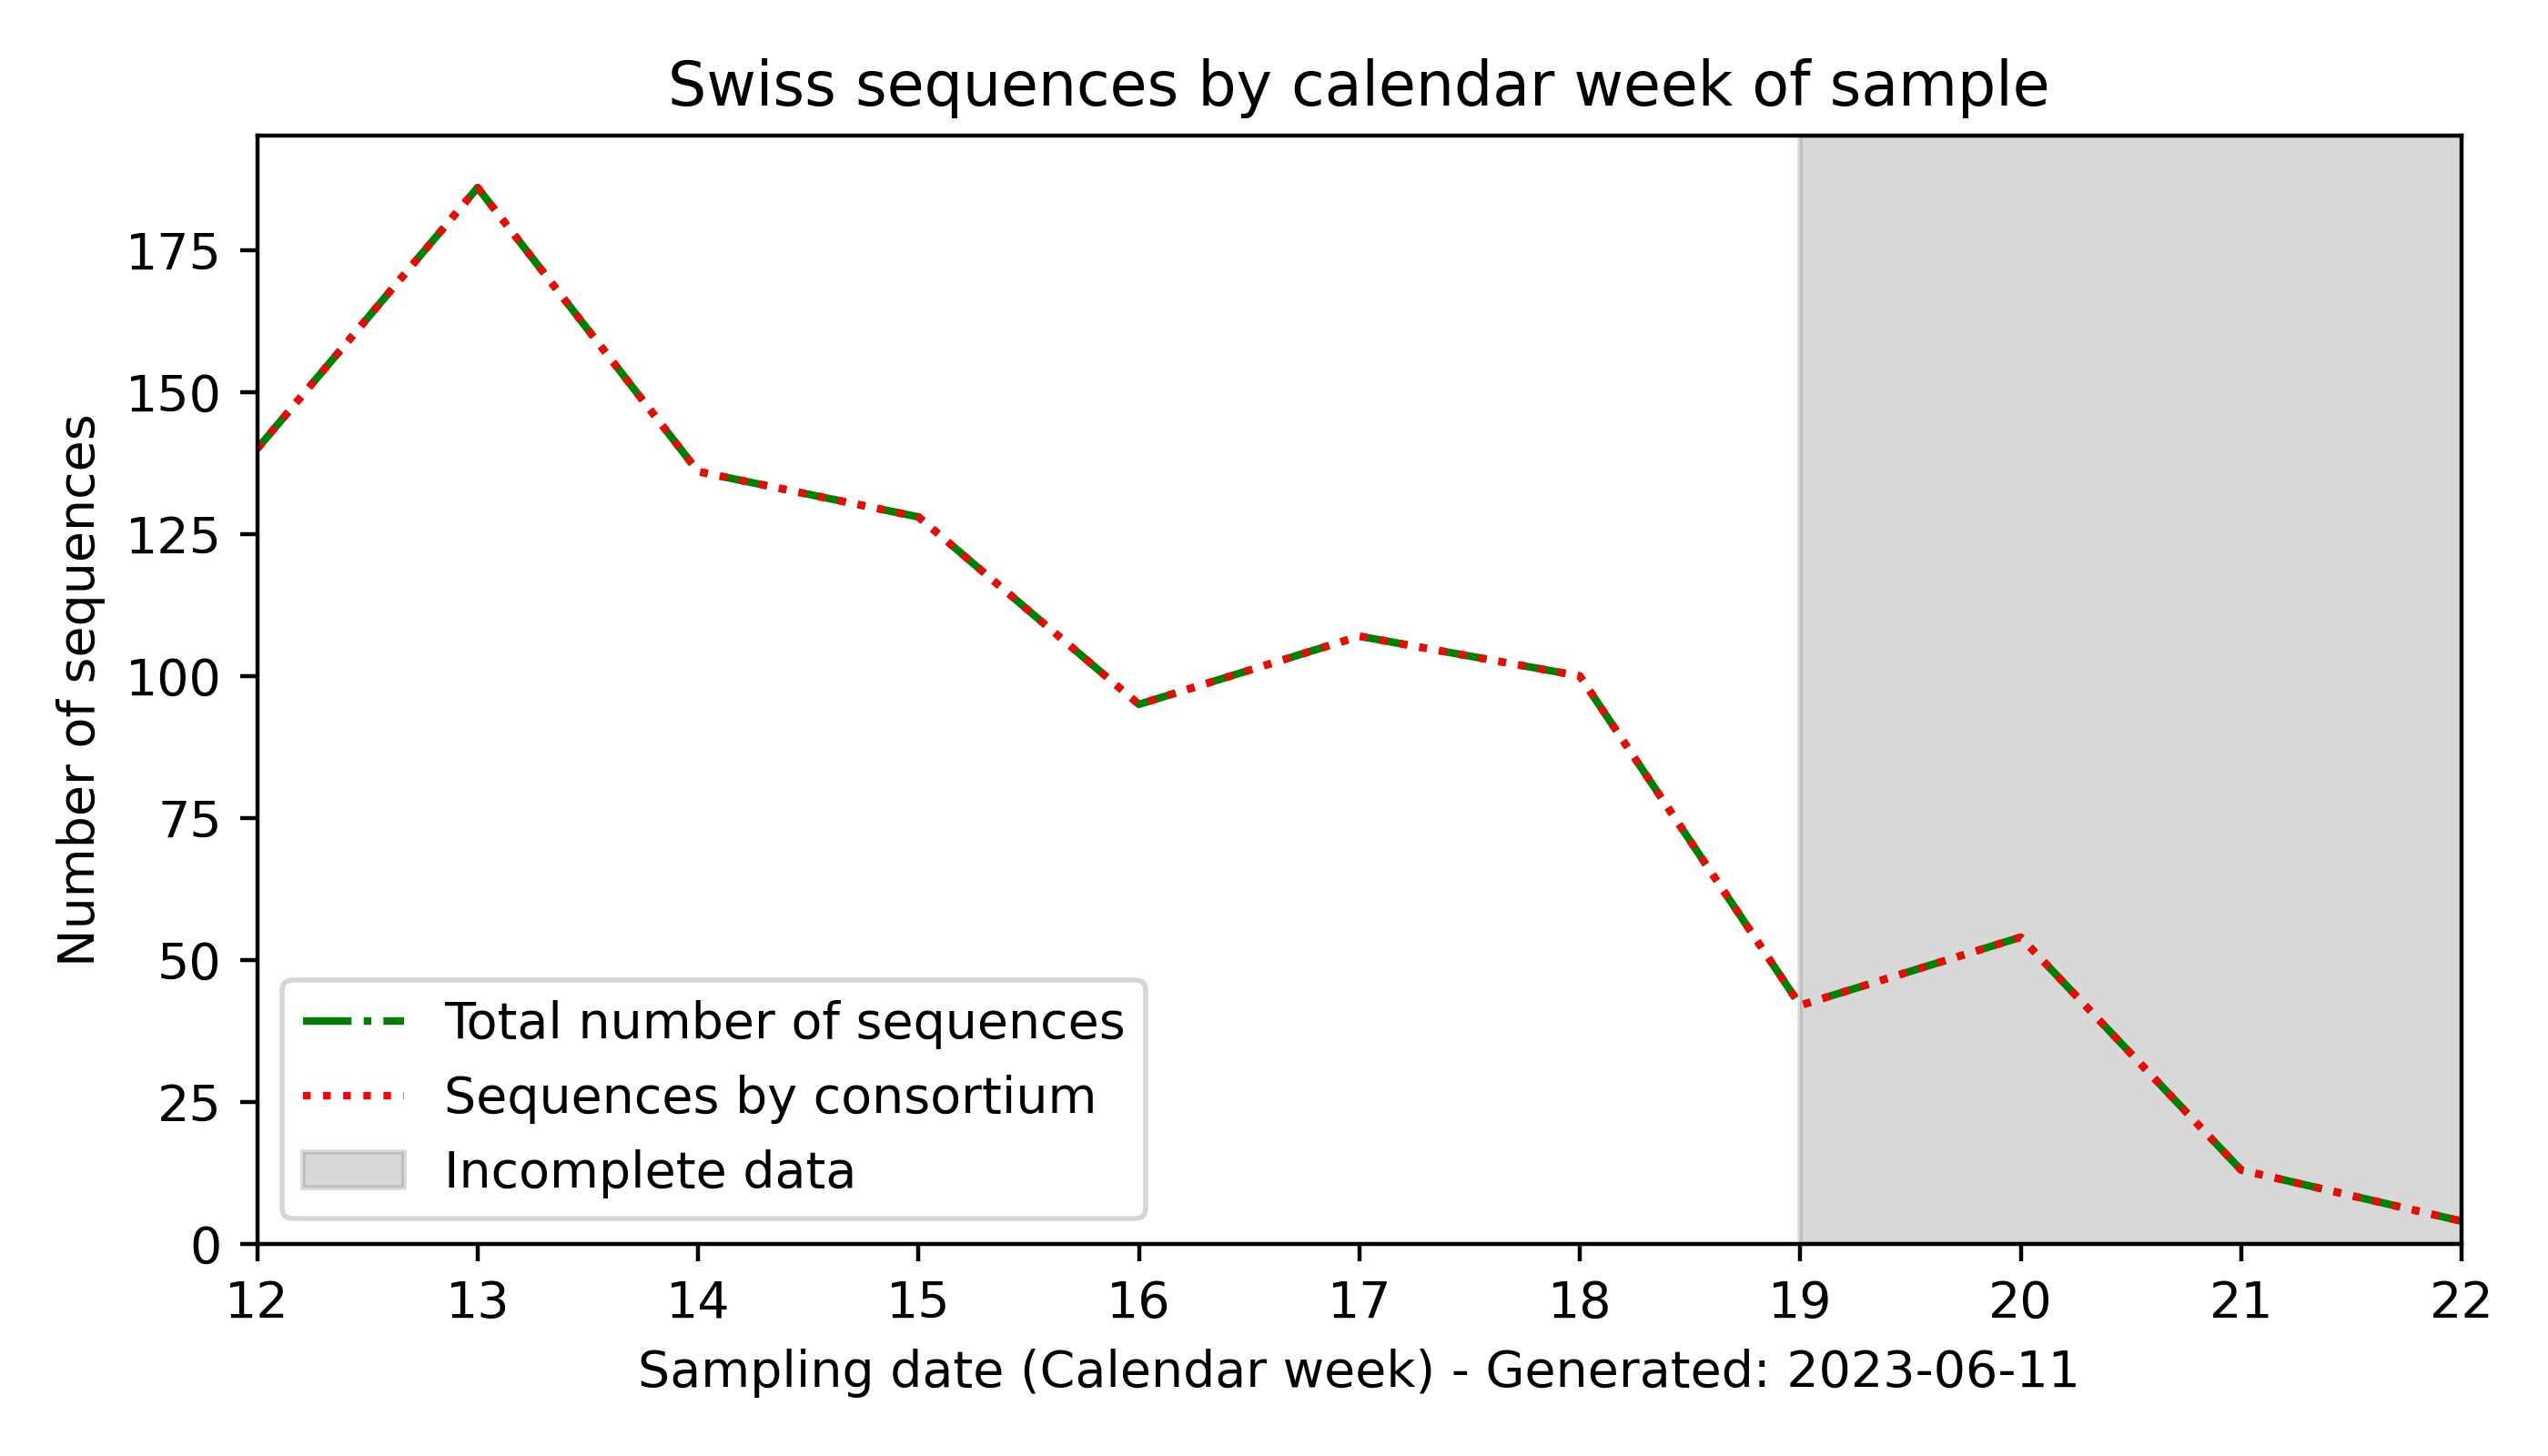 Swiss sequences by calendar week of sample
Number of sequences
175
150
125
100
75
50
25
0
Total number of sequences
Sequences by consortium
Incomplete data
12 13 14 15 16 17 18 19 20 21 22
Sampling date (Calendar week) - Generated: 2023-06-11